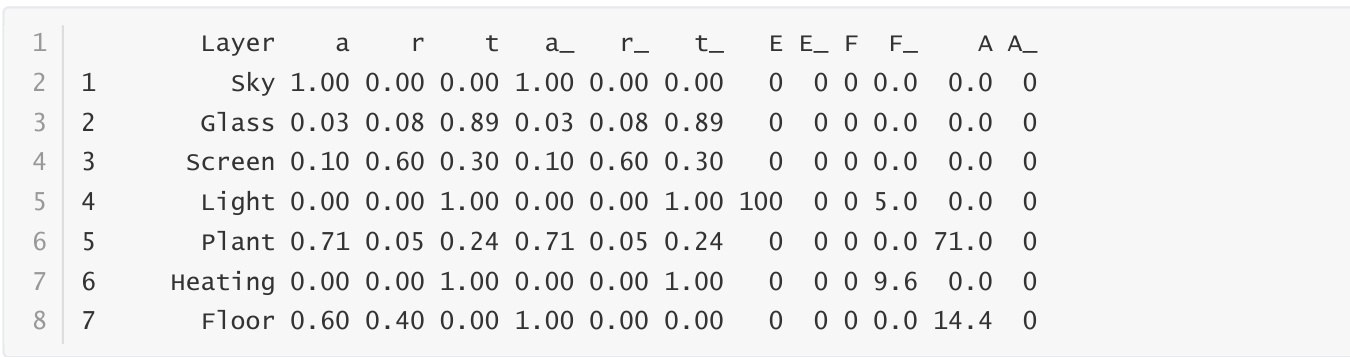 1 Layer a r t a_ r_ t_ E E_ F F_ A A_
2 1 Sky 1.00 0.00 0.00 1.00 0.00 0.00 0 0 0 0.0 0.0 0
3 2 Glass 0.03 0.08 0.89 0.03 0.08 0.89 0 0 0 0.0 0.0 0
4 3 Screen 0.10 0.60 0.30 0.10 0.60 0.30 0 0 0 0.0 0.0 0
5 4 Light 0.00 0.00 1.00 0.00 0.00 1.00 100 0 0 5.0 0.0 0
6 5 Plant 0.71 0.05 0.24 0.71 0.05 0.24 0 0 0 0.0 71.0 0
7 6 Heating 0.00 0.00 1.00 0.00 0.00 1.00 0 0 0 9.6 0.0 0
8 7 Floor 0.60 0.40 0.00 1.00 0.00 0.00 0 0 0 0.0 14.4 0